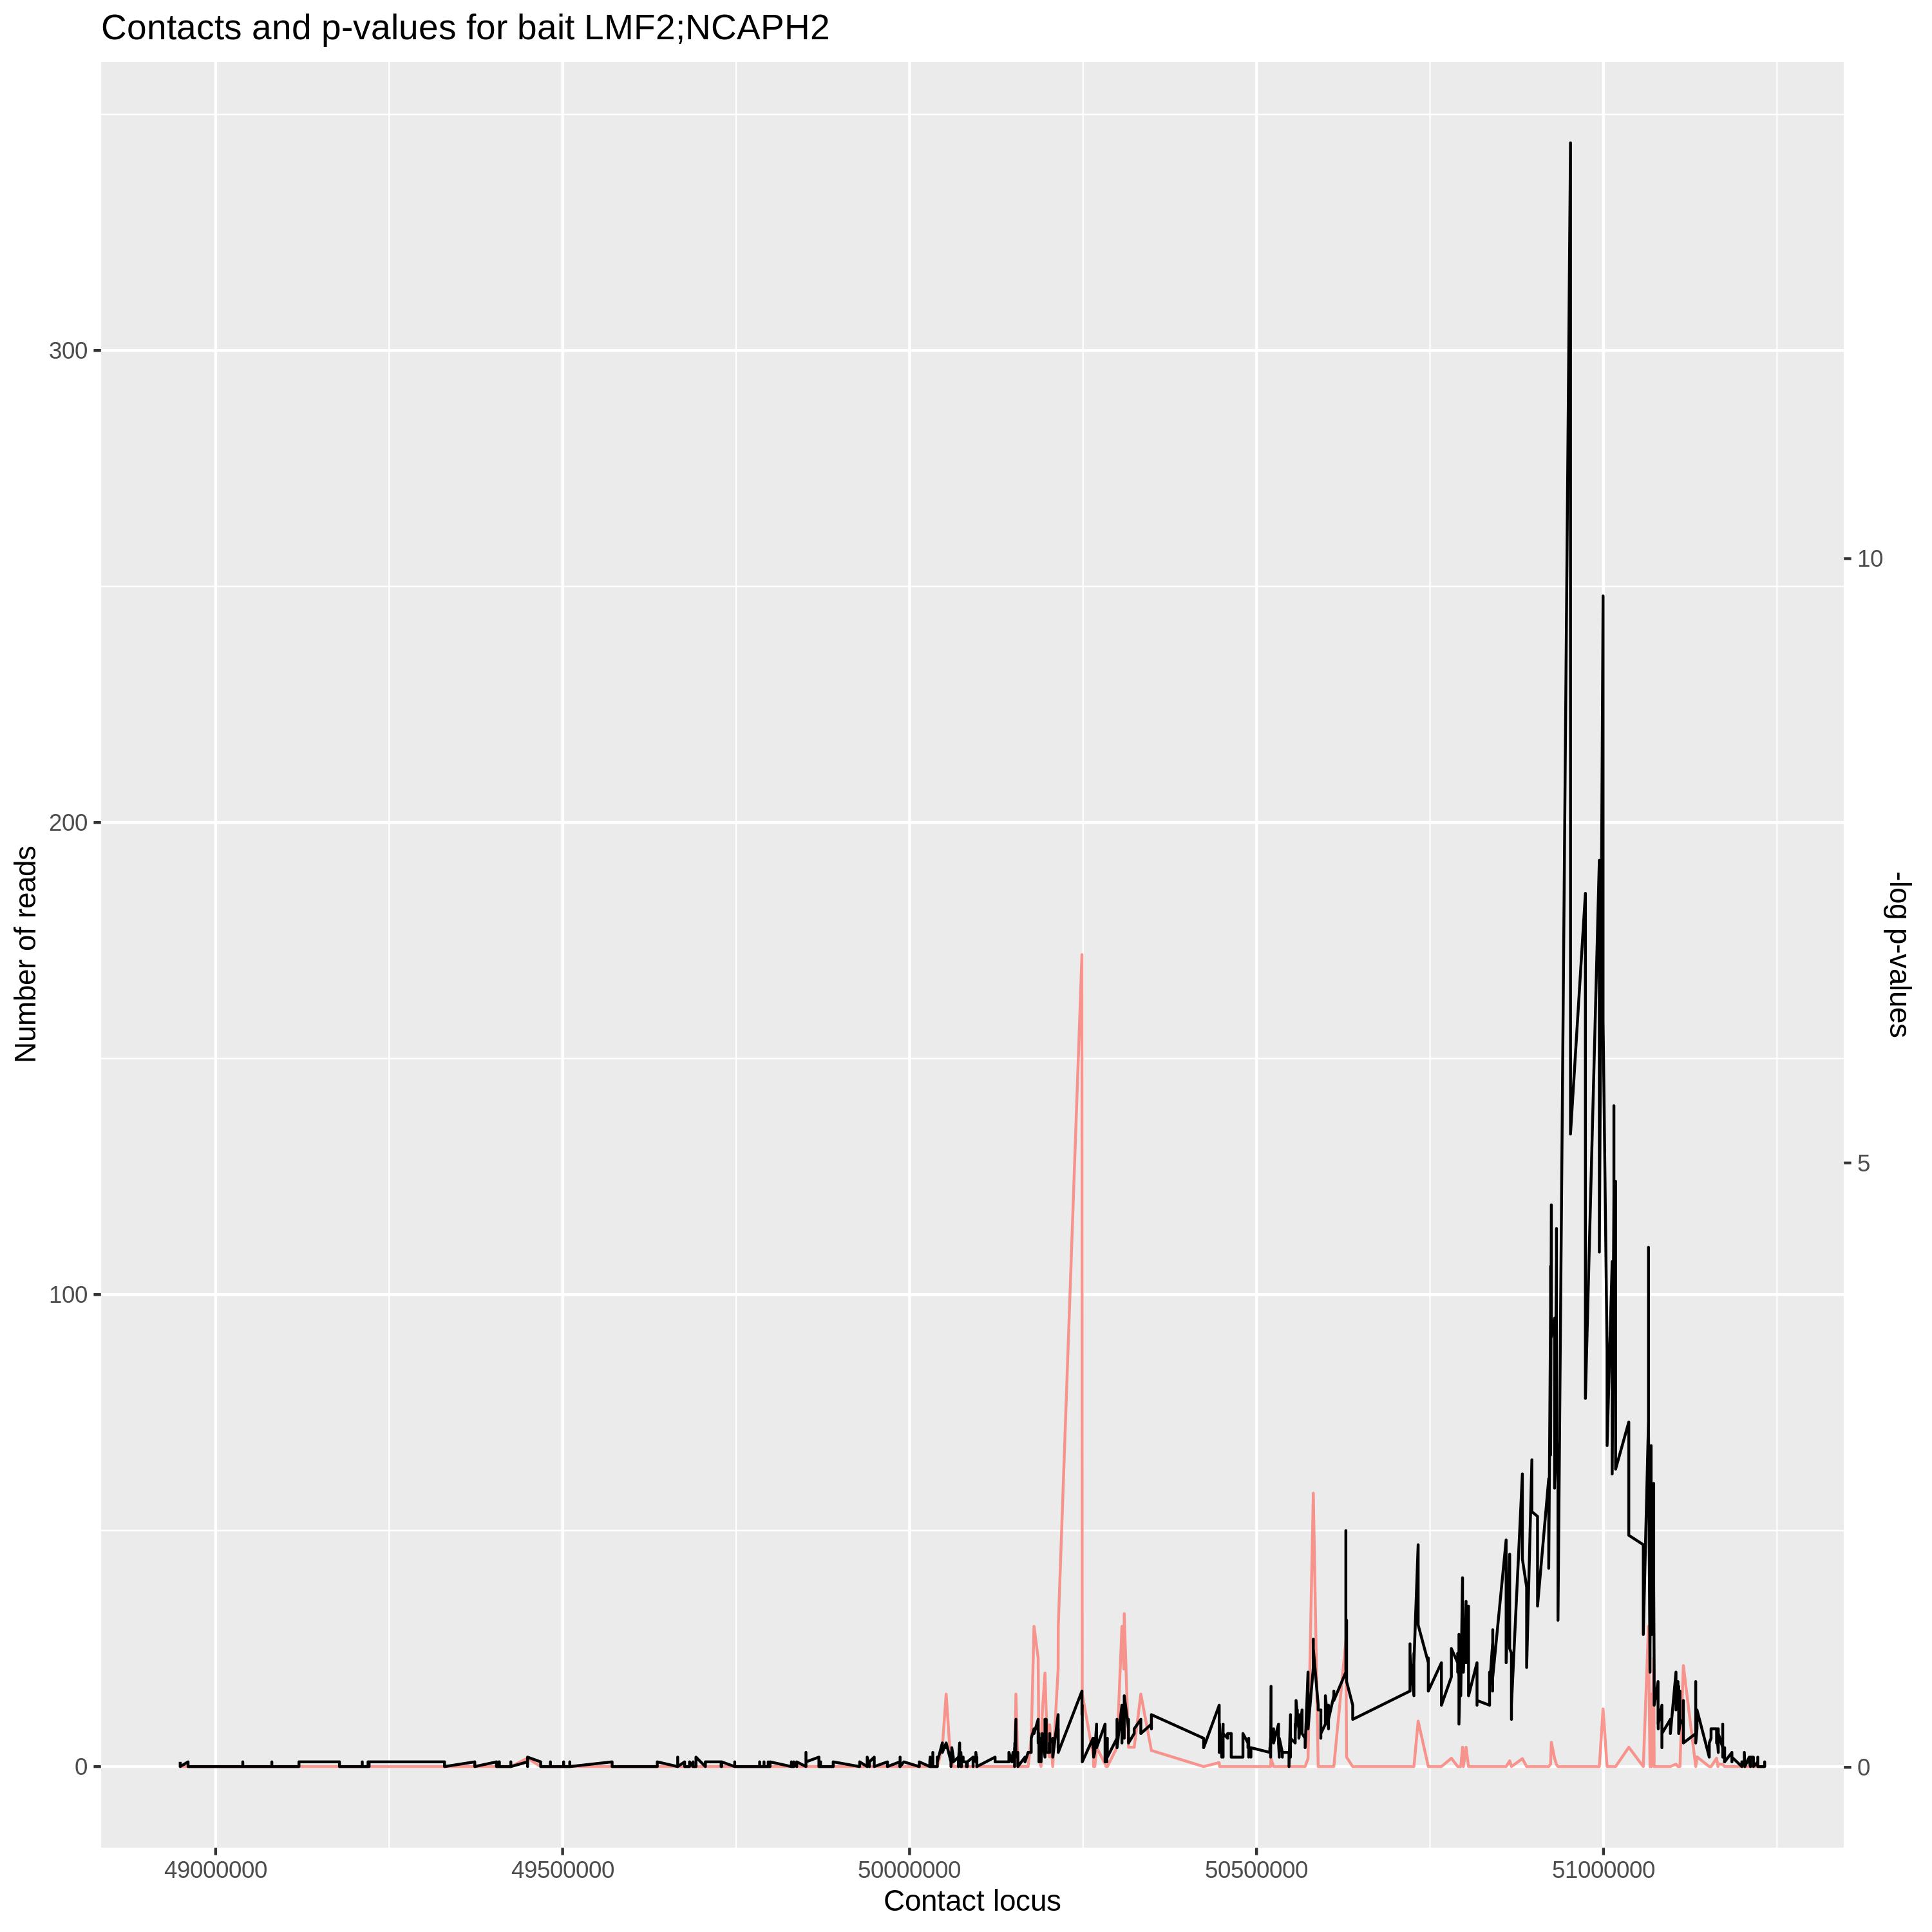 Contacts and p-values for bait LMF2;NCAPH2
300
200
100
0
Number of reads
10
5
0
-log p-values
49000000 49500000 50000000 50500000 51000000
Contact locus